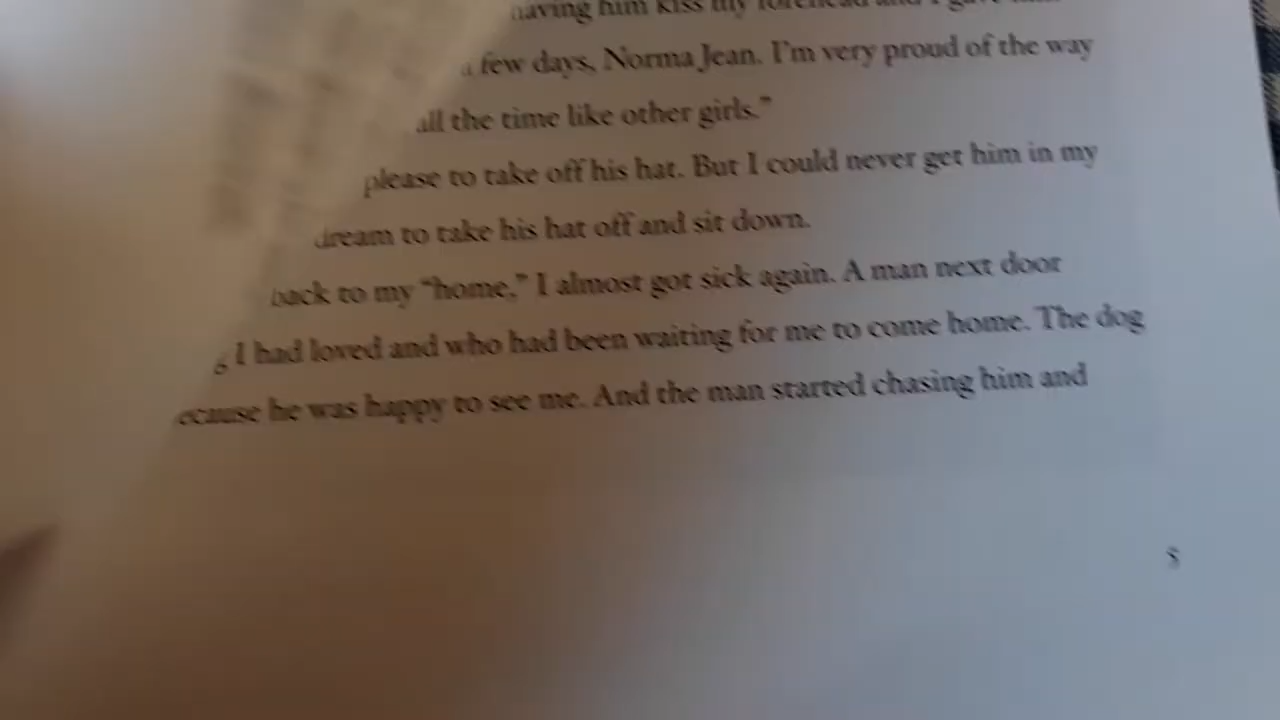 having him kiss my forehead and I gave him
a few days, Norma Jean. I'm very proud of the way
all the time like other girls."
please to take off his hat. But I could never get him in my
dream to take his hat off and sit down.
back to my "home," I almost got sick again. A man next door
I had loved and who had been waiting for me to come home. The dog
ecause he was happy to see me. And the man started chasing him and
5